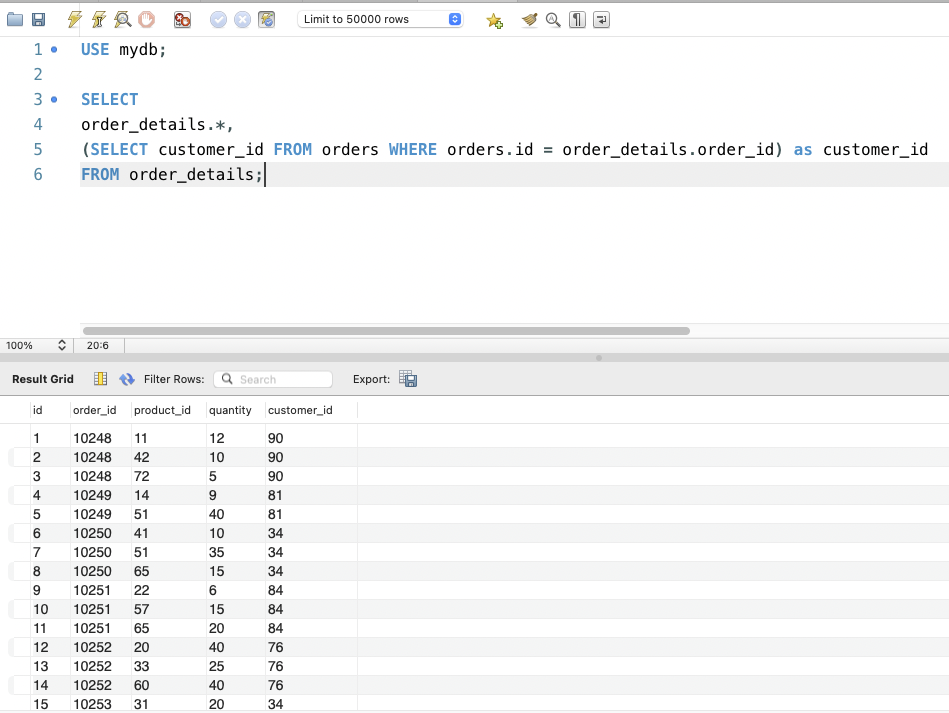 Limit to 50000 rows
1 USE mydb;
2
3 SELECT
4 order_details.*,
5 (SELECT customer_id FROM orders WHERE orders.id = order_details.order_id) as customer_id
6 FROM order_details;
100% 20:6
Result Grid Filter Rows: Search Export:
id order_id product_id quantity customer_id
1 10248 11 12 90
2 10248 42 10 90
3 10248 72 5 90
4 10249 14 9 81
5 10249 51 40 81
6 10250 41 10 34
7 10250 51 35 34
8 10250 65 15 34
9 10251 22 6 84
10 10251 57 15 84
11 10251 65 20 84
12 10252 20 40 76
13 10252 33 25 76
14 10252 60 40 76
15 10253 31 20 34